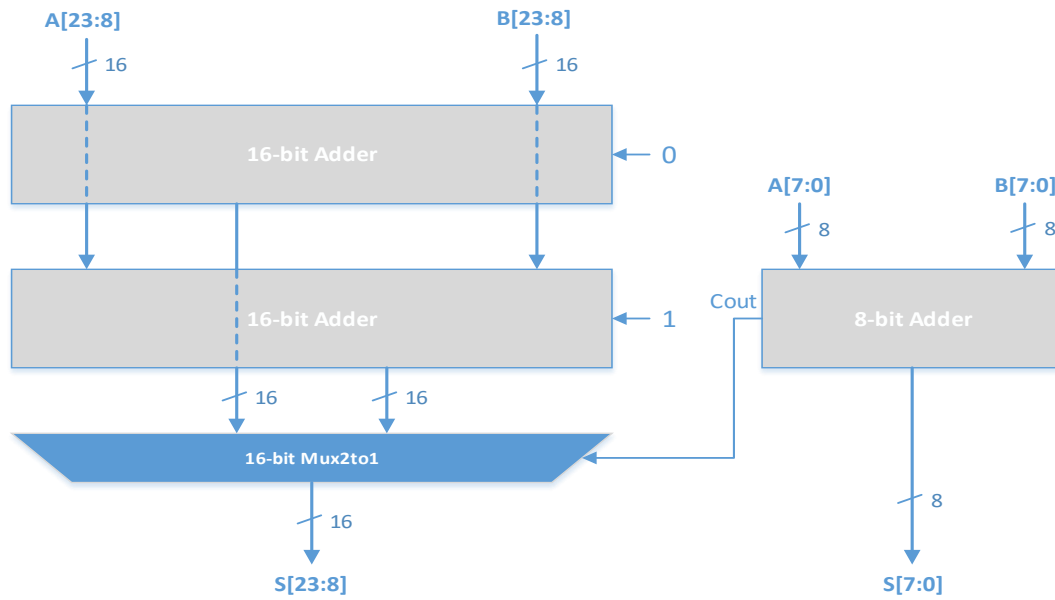 A[23:8]
B[23:8]
16
16
16-bit Adder
0
A[7:0]
B[7:0]
8
8
16-bit Adder
1
Cout
8-bit Adder
16
16
16-bit Mux2to1
8
16
S[23:8]
S[7:0]